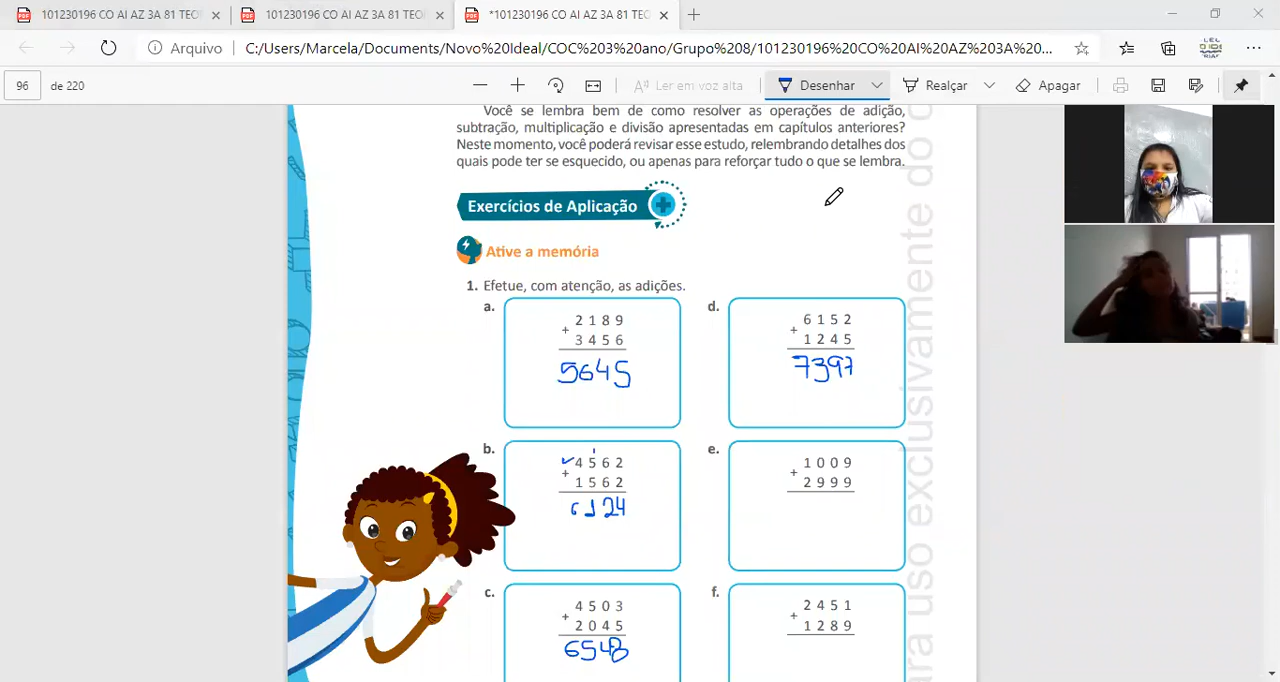 101230196 CO AI AZ 3A 81 TEO
101230196 CO AI AZ 3A 81 TEO
*101230196 CO AI AZ 3A 81 TEO
Arquivo
C:/Users/Marcela/Documents/Novo%20Ideal/COC%203%20ano/Grupo%208/101230196%20CO%20AI%20AZ%203A%20...
96
de 220
Ler em voz alta
Desenhar
Realçar
Apagar
Você se lembra bem de como resolver as operações de adição,
subtração, multiplicação e divisão apresentadas em capítulos anteriores?
Neste momento, você poderá revisar esse estudo, relembrando detalhes dos
quais pode ter se esquecido, ou apenas para reforçar tudo o que se lembra.
Exercícios de Aplicação
Ative a memória
1. Efetue, com atenção, as adições.
a.
2 1 8 9
+
3 4 5 6
5645
b.
4 5 6 2
+
1 5 6 2
6124
c.
4 5 0 3
+
2 0 4 5
6548
d.
6 1 5 2
+
1 2 4 5
7397
e.
1 0 0 9
+
2 9 9 9
f.
2 4 5 1
+
1 2 8 9
ara uso exclusivamente do